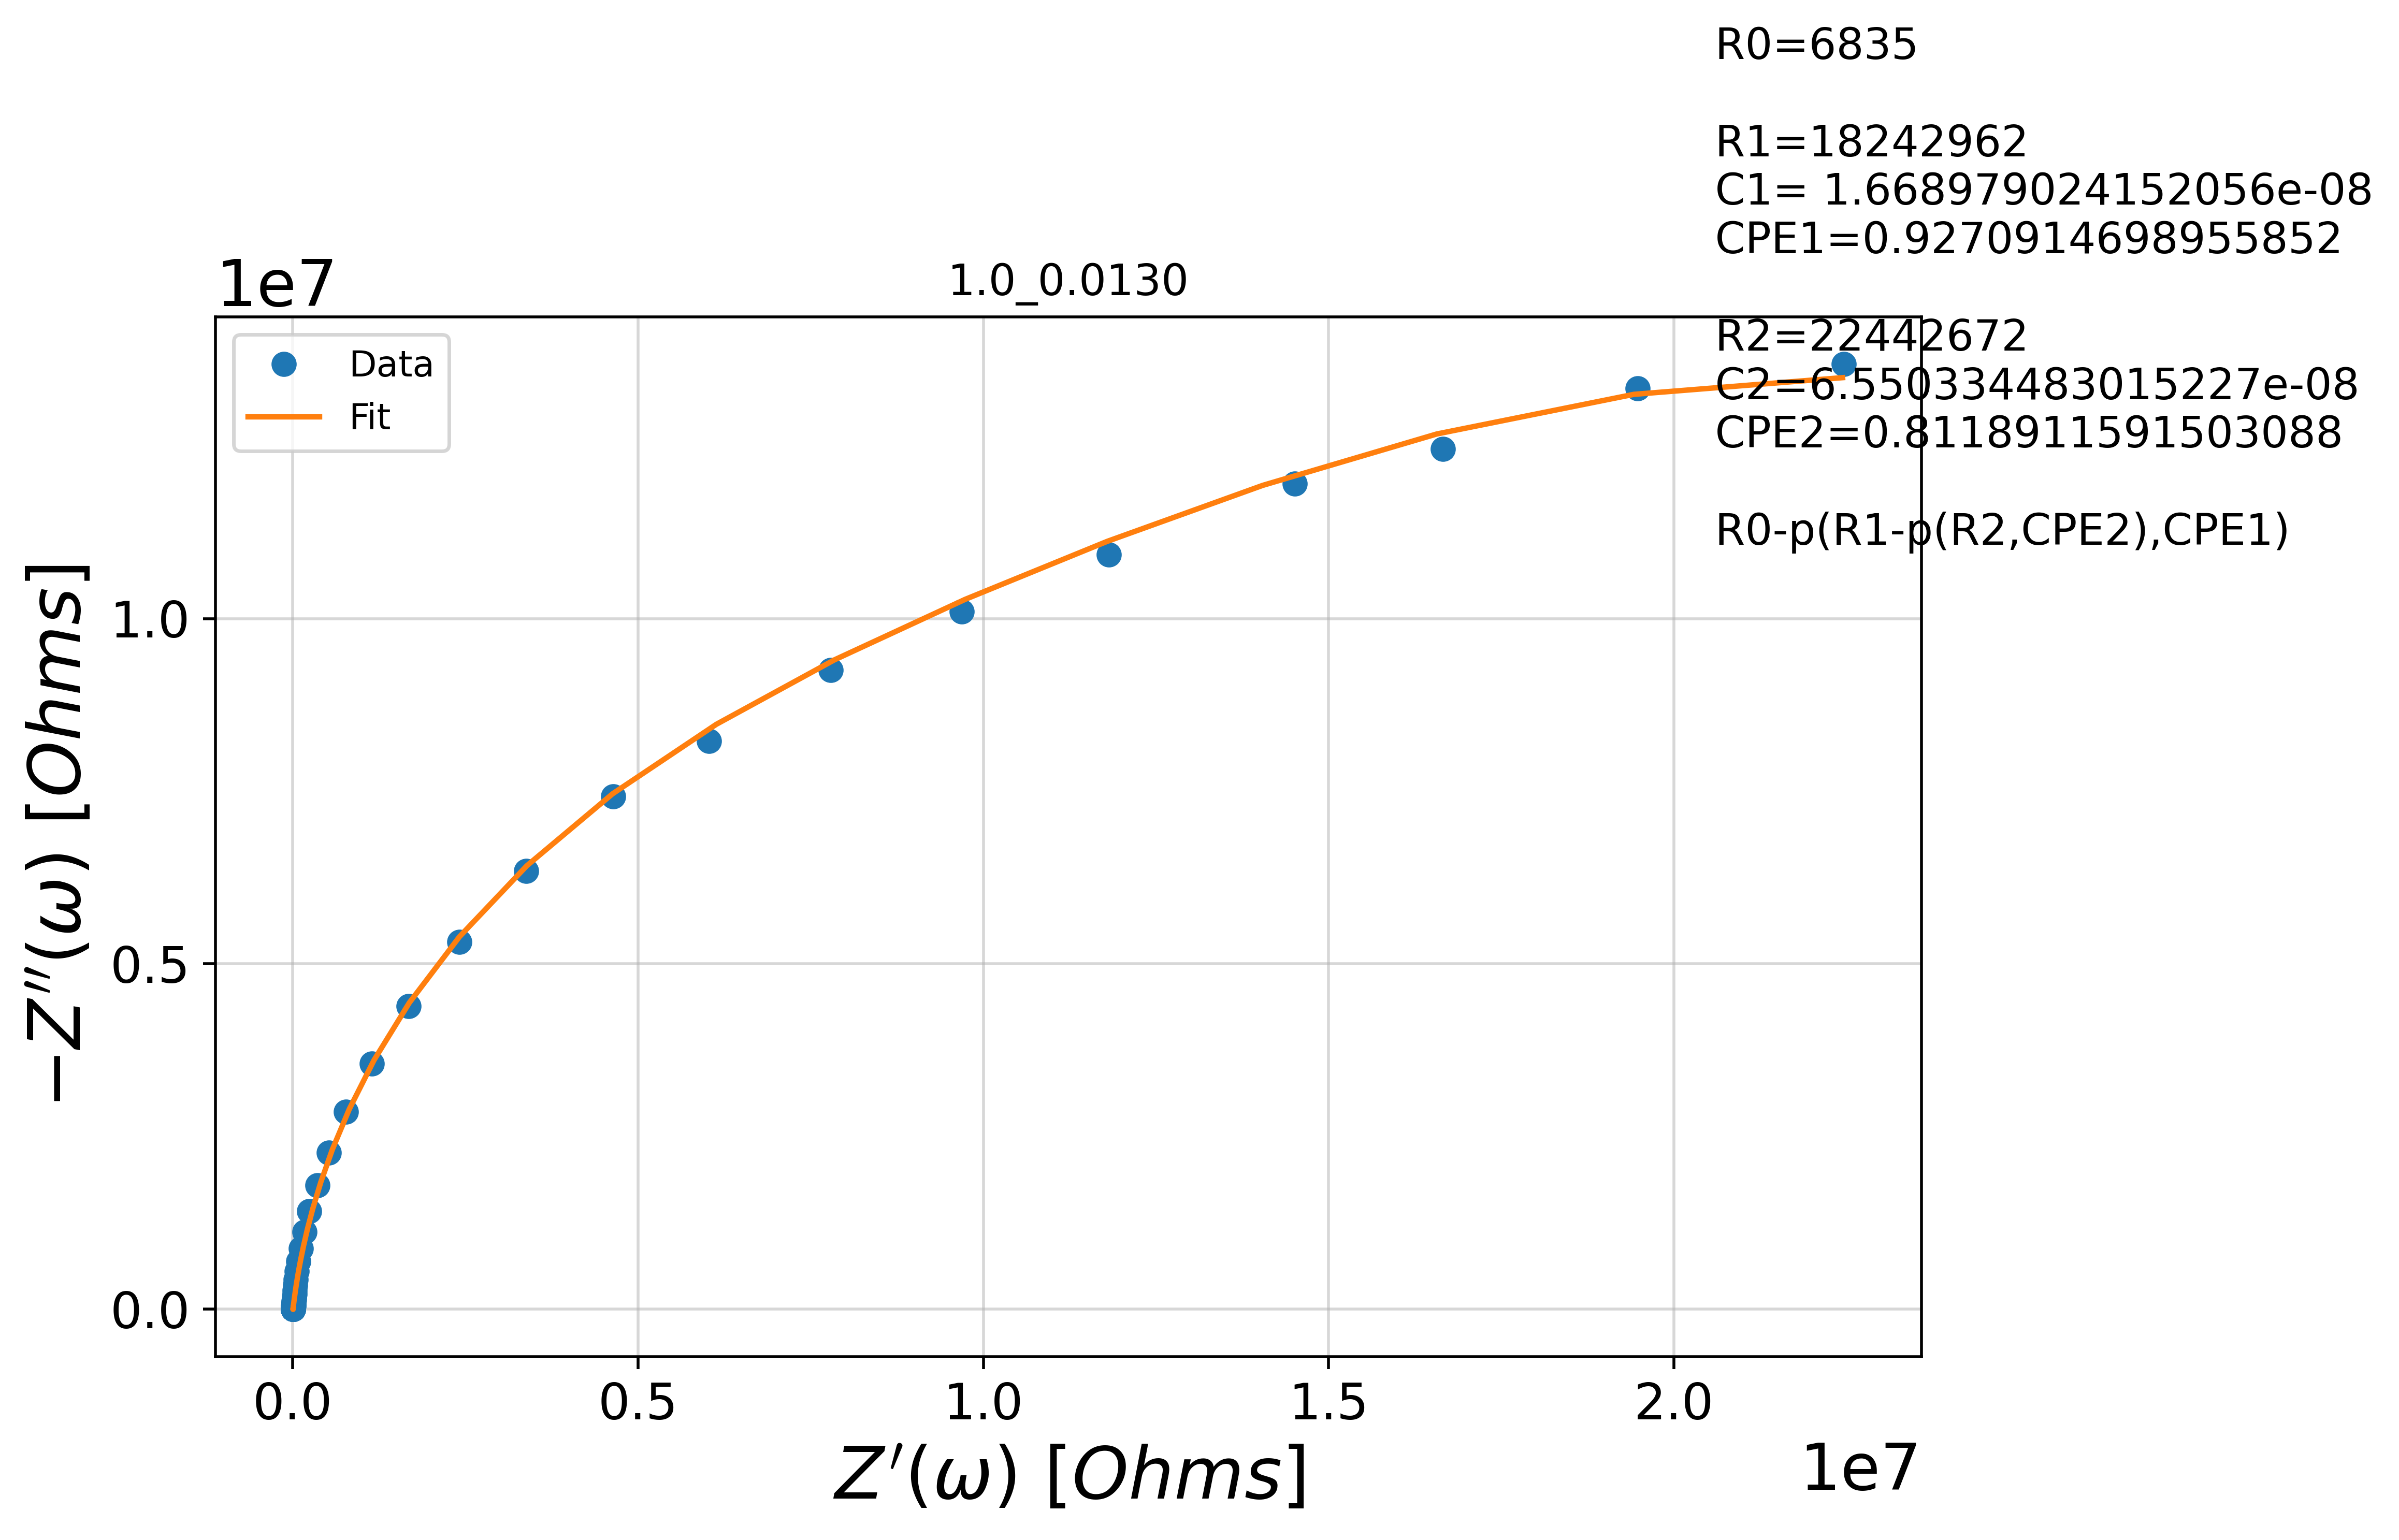 R0=6835
R1=18242962
C1= 1.668979024152056e-08
CPE1=0.9270914698955852
1e7
1.0_0.0130
R2=22442672
C2=6.550334483015227e-08
CPE2=0.8118911591503088
R0-p(R1-p(R2,CPE2),CPE1)
Data
Fit
−Z′′(ω) [Ohms]
1.0
0.5
0.0
0.0 0.5 1.0 1.5 2.0
1e7
Z′(ω) [Ohms]